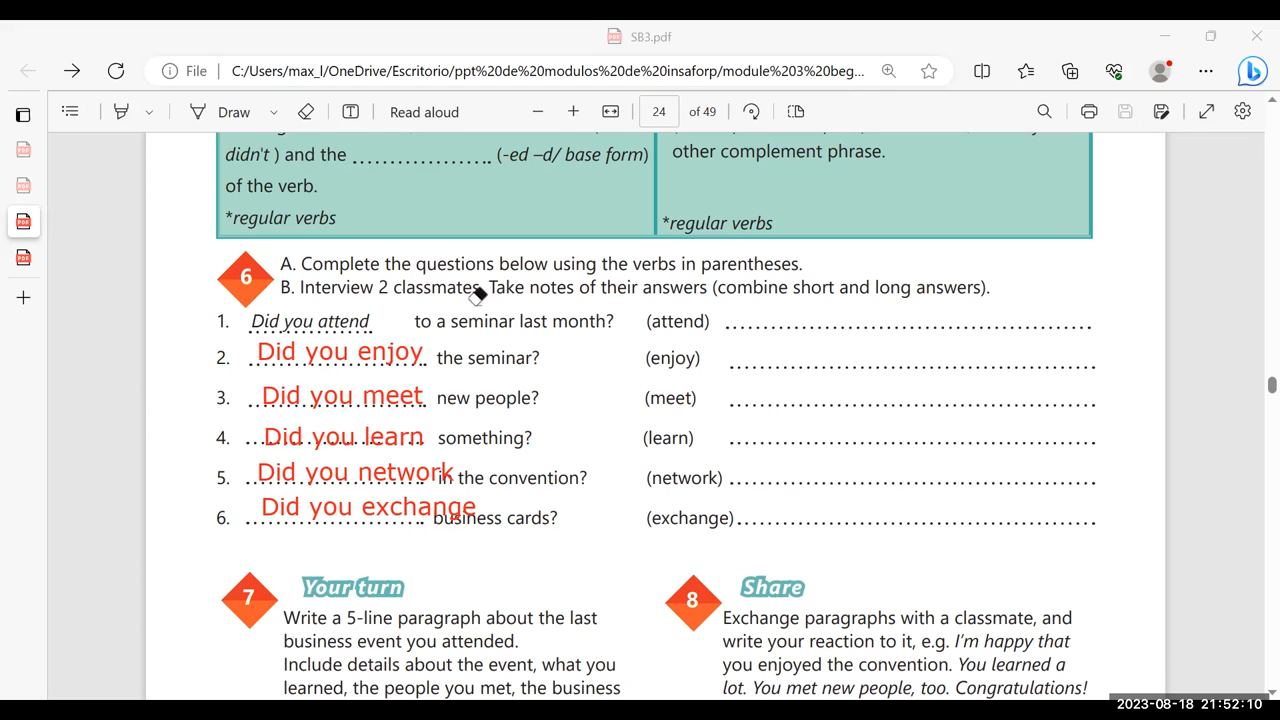 SB3.pdf
File C:/Users/max_l/OneDrive/Escritorio/ppt%20de%20modulos%20de%20insaforp/module%203%20beg...
Draw Read aloud 24 of 49
didn't ) and the .................... (-ed –d/ base form)
of the verb.
*regular verbs
other complement phrase.
*regular verbs
6
A. Complete the questions below using the verbs in parentheses.
B. Interview 2 classmates. Take notes of their answers (combine short and long answers).
1. Did you attend to a seminar last month? (attend) ....................
2. Did you enjoy the seminar? (enjoy) ....................
3. Did you meet new people? (meet) ....................
4. Did you learn something? (learn) ....................
5. Did you network in the convention? (network) ....................
6. Did you exchange business cards? (exchange) ....................
7 Your turn
Write a 5-line paragraph about the last
business event you attended.
Include details about the event, what you
learned, the people you met, the business
8 Share
Exchange paragraphs with a classmate, and
write your reaction to it, e.g. I'm happy that
you enjoyed the convention. You learned a
lot. You met new people, too. Congratulations!
2023-08-18 21:52:10